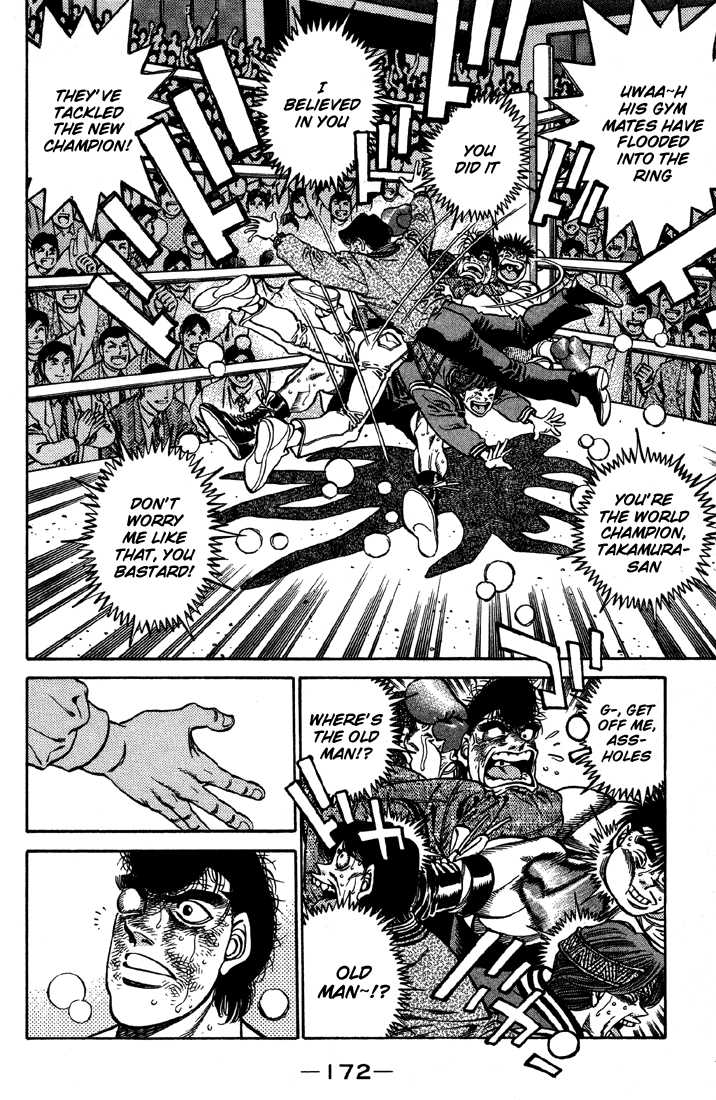 UWAA~H
HIS GYM
MATES HAVE
FLOODED
INTO THE
RING
YOU
DID IT
I
BELIEVED
IN YOU
THEY'VE
TACKLED
THE NEW
CHAMPION!
YOU'RE
THE WORLD
CHAMPION,
TAKAMURA-
SAN
DON'T
WORRY
ME LIKE
THAT, YOU
BASTARD!
G-, GET
OFF ME,
ASS-
HOLES
WHERE'S
THE OLD
MAN!?
OLD
MAN~!?
—172—